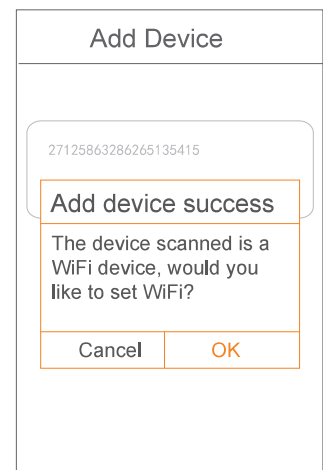 Add Device
27125863286265135415
Add device success
The device scanned is a
WiFi device, would you
like to set WiFi?
Cancel OK